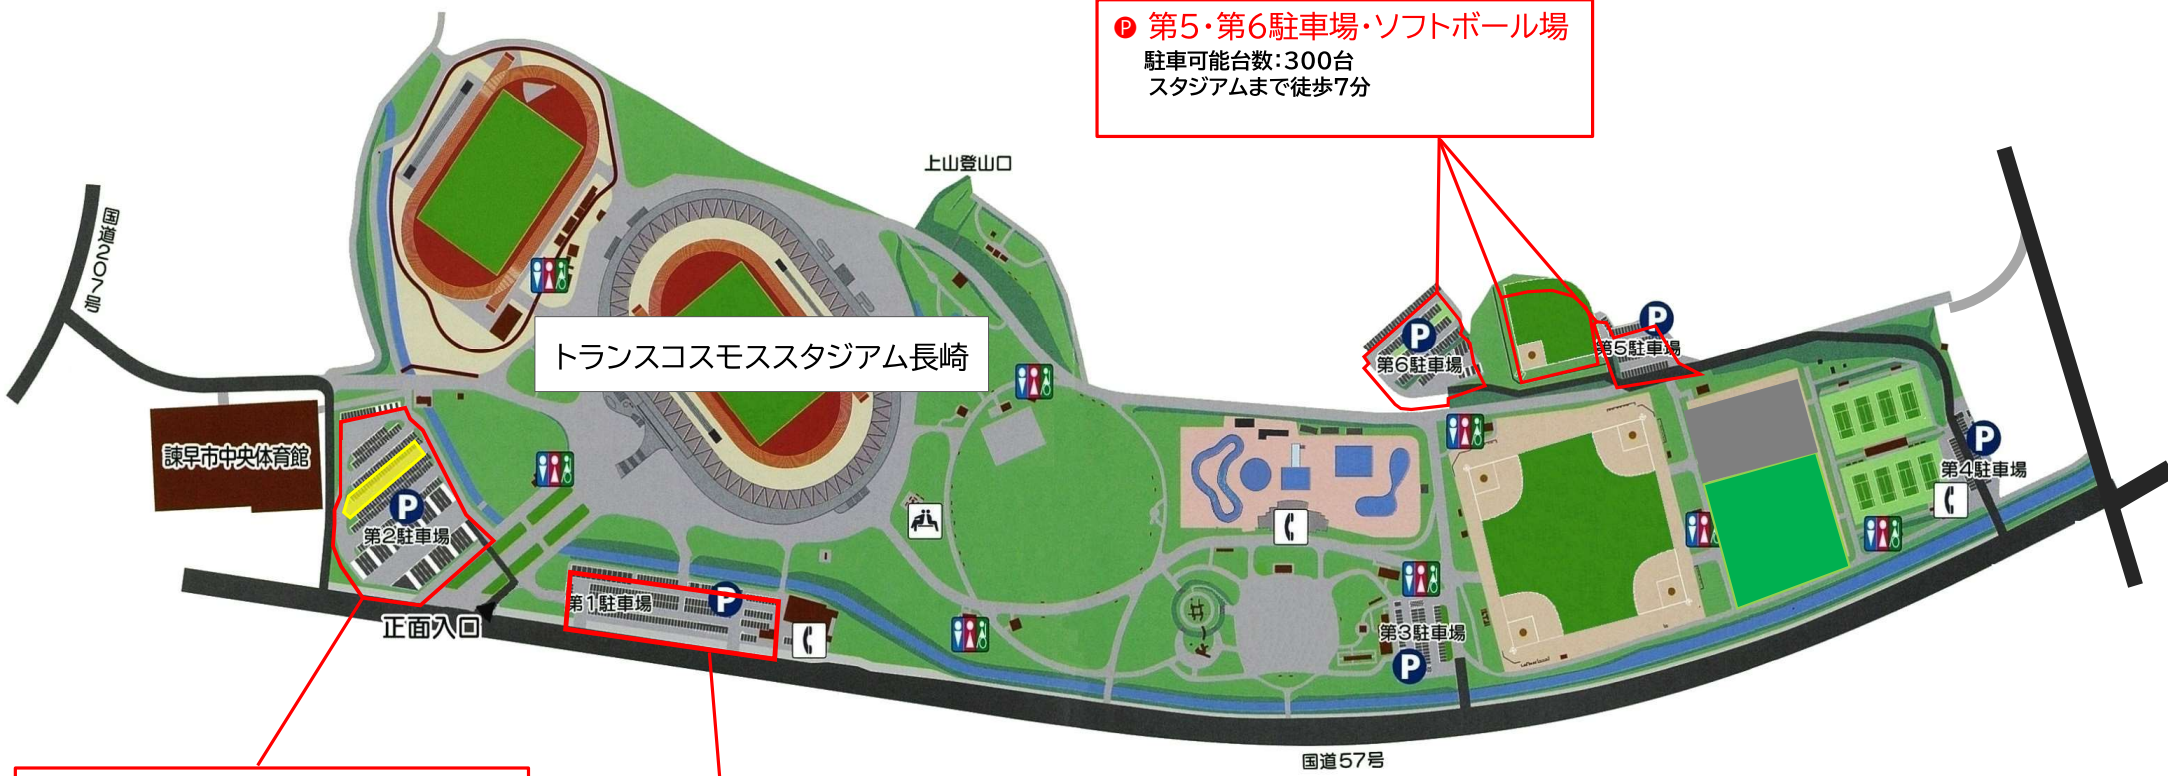 P 第5・第6駐車場・ソフトボール場
駐車可能台数：300台
スタジアムまで徒歩7分
上山登山口
国道207号
トランスコスモススタジアム長崎
P
第6駐車場
P
第5駐車場
諫早市中央体育館
P
第2駐車場
P
第4駐車場
第1駐車場
P
正面入口
第3駐車場
P
国道57号